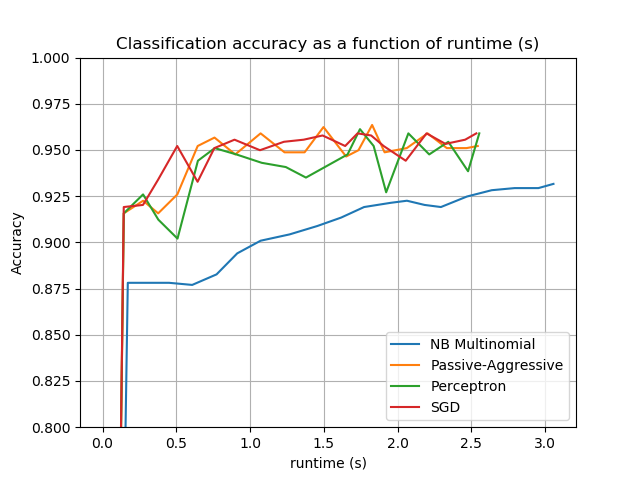 Classification accuracy as a function of runtime (s)
1.000
0.975
0.950
0.925
0.900
0.875
0.850
0.825
0.800
Accuracy
NB Multinomial
Passive-Aggressive
Perceptron
SGD
0.0 0.5 1.0 1.5 2.0 2.5 3.0
runtime (s)